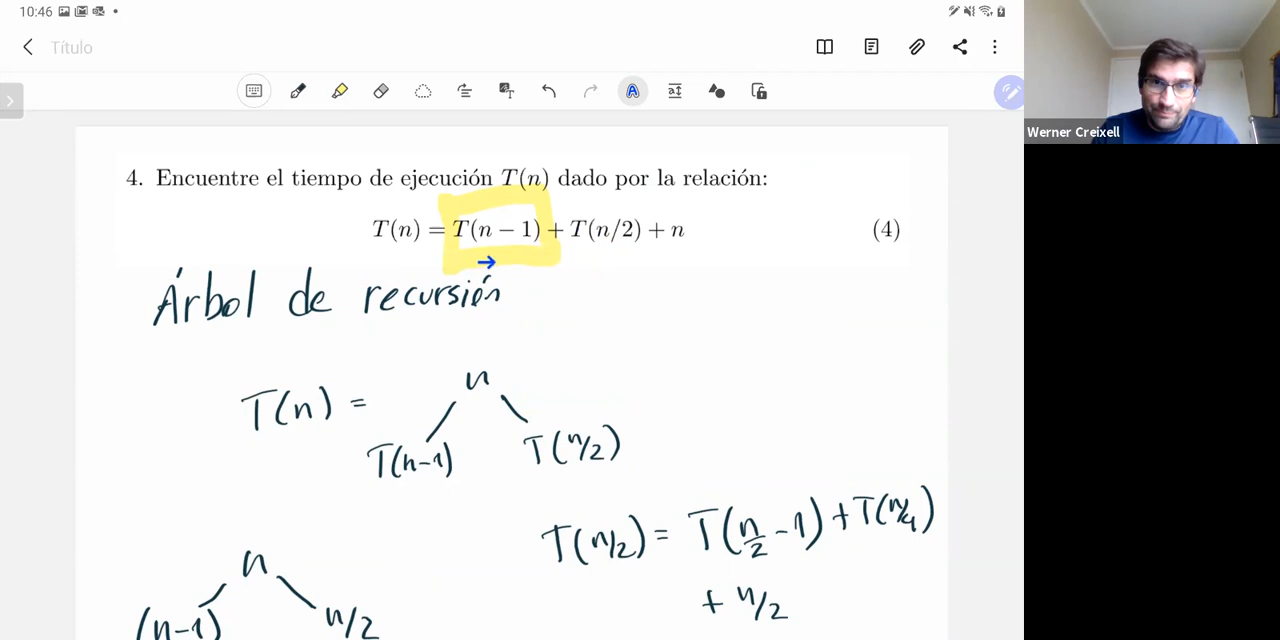 10:46
Título
Werner Creixell
4. Encuentre el tiempo de ejecución T(n) dado por la relación:
T(n) = T(n − 1) + T(n/2) + n (4)
→
Árbol de recursión
n
T(n) =
T(n-1) T(n/2)
T(n/2) = T(n/2 -1) + T(n/4)
+ n/2
n
(n-1) n/2